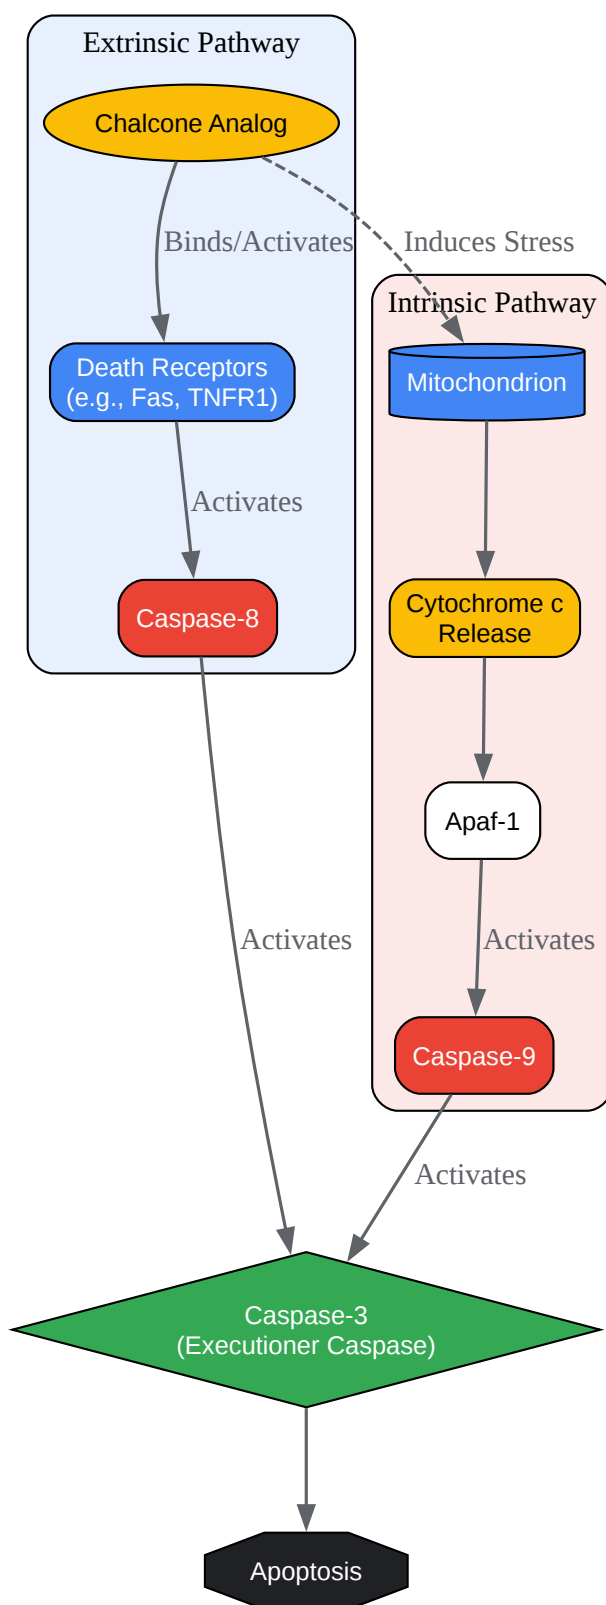 Extrinsic Pathway
Chalcone Analog
Binds/Activates
Induces Stress
Intrinsic Pathway
Death Receptors
(e.g., Fas, TNFR1)
Mitochondrion
Activates
Caspase-8
Cytochrome c
Release
Apaf-1
Activates
Activates
Caspase-9
Activates
Caspase-3
(Executioner Caspase)
Apoptosis